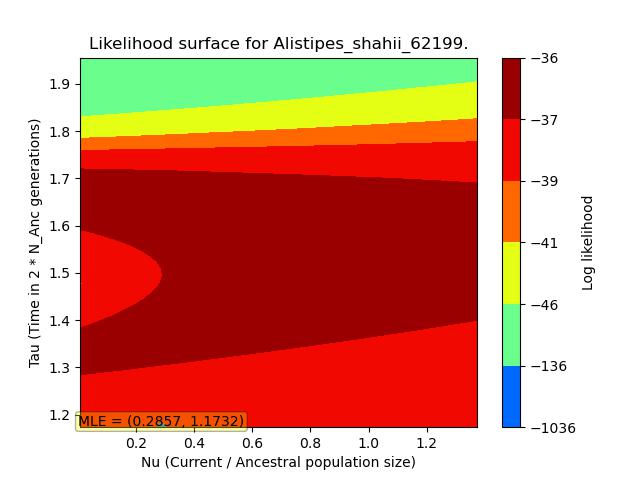 Likelihood surface for Alistipes_shahii_62199.
Tau (Time in 2 * N_Anc generations)
1.9
1.8
1.7
1.6
1.5
1.4
1.3
1.2
MLE = (0.2857, 1.1732)
0.2 0.4 0.6 0.8 1.0 1.2
Nu (Current / Ancestral population size)
−36
−37
−39
−41
−46
−136
−1036
Log likelihood